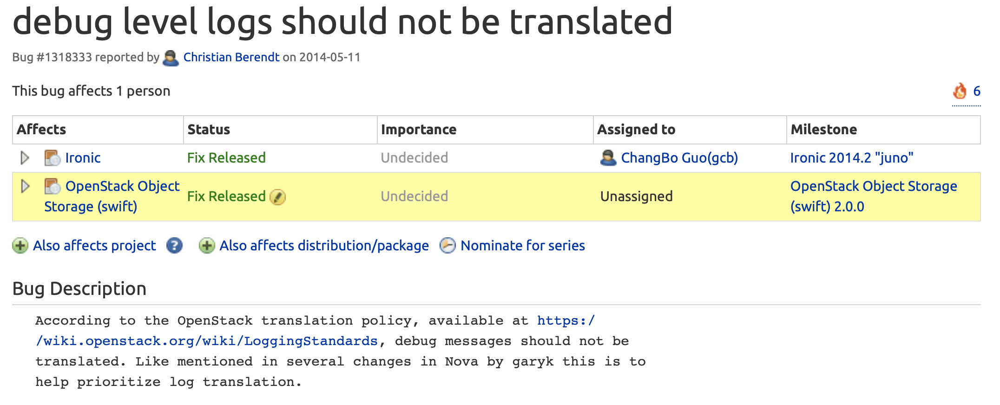 debug level logs should not be translated
Bug #1318333 reported by Christian Berendt on 2014-05-11
This bug affects 1 person
6
Affects Status Importance Assigned to Milestone
Ironic Fix Released Undecided ChangBo Guo(gcb) Ironic 2014.2 "juno"
OpenStack Object Storage (swift) Fix Released Undecided Unassigned OpenStack Object Storage (swift) 2.0.0
Also affects project ? Also affects distribution/package Nominate for series
Bug Description
According to the OpenStack translation policy, available at https:/
/wiki.openstack.org/wiki/LoggingStandards, debug messages should not be
translated. Like mentioned in several changes in Nova by garyk this is to
help prioritize log translation.